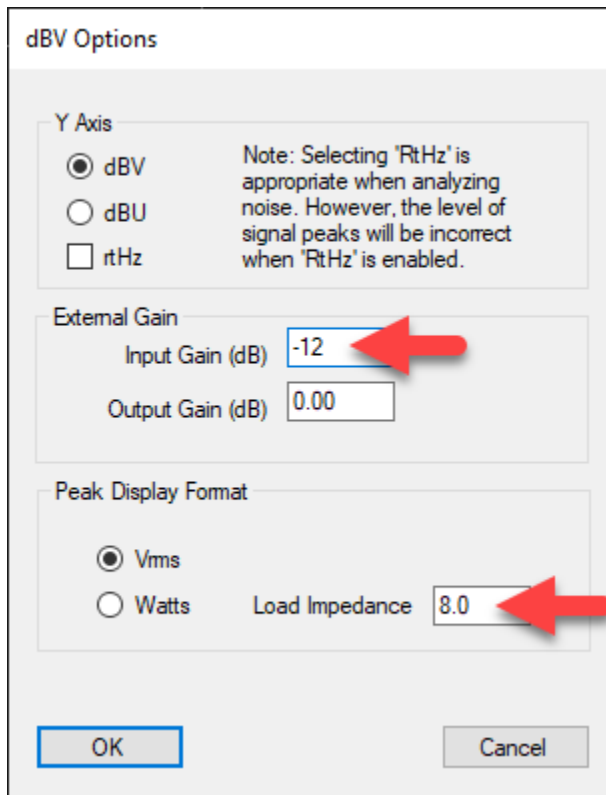 dBV Options
Y Axis
dBV
dBU
rtHz
Note: Selecting 'RtHz' is
appropriate when analyzing
noise. However, the level of
signal peaks will be incorrect
when 'RtHz' is enabled.
External Gain
Input Gain (dB) -12
Output Gain (dB) 0.00
Peak Display Format
Vrms
Watts Load Impedance 8.0
OK Cancel